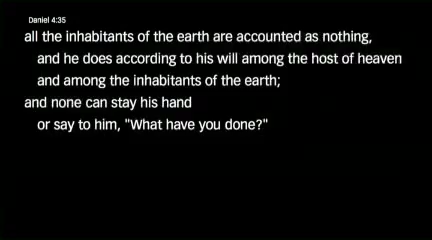 Daniel 4:35
all the inhabitants of the earth are accounted as nothing,
and he does according to his will among the host of heaven
and among the inhabitants of the earth;
and none can stay his hand
or say to him, "What have you done?"